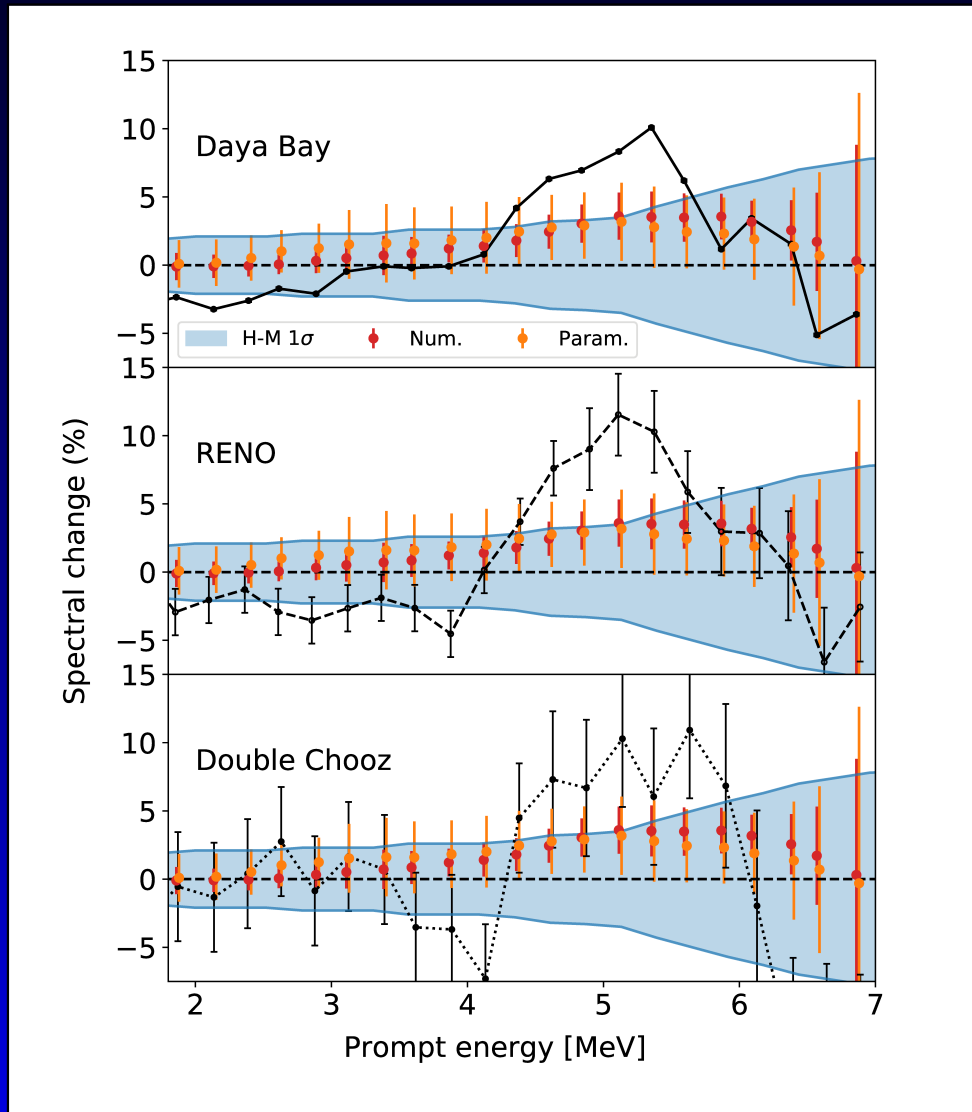 15
10
Daya Bay
5
0
−5
H-M 1σ Num. Param.
15
10
RENO
5
0
−5
Spectral change (%)
15
10
Double Chooz
5
0
−5
2 3 4 5 6 7
Prompt energy [MeV]